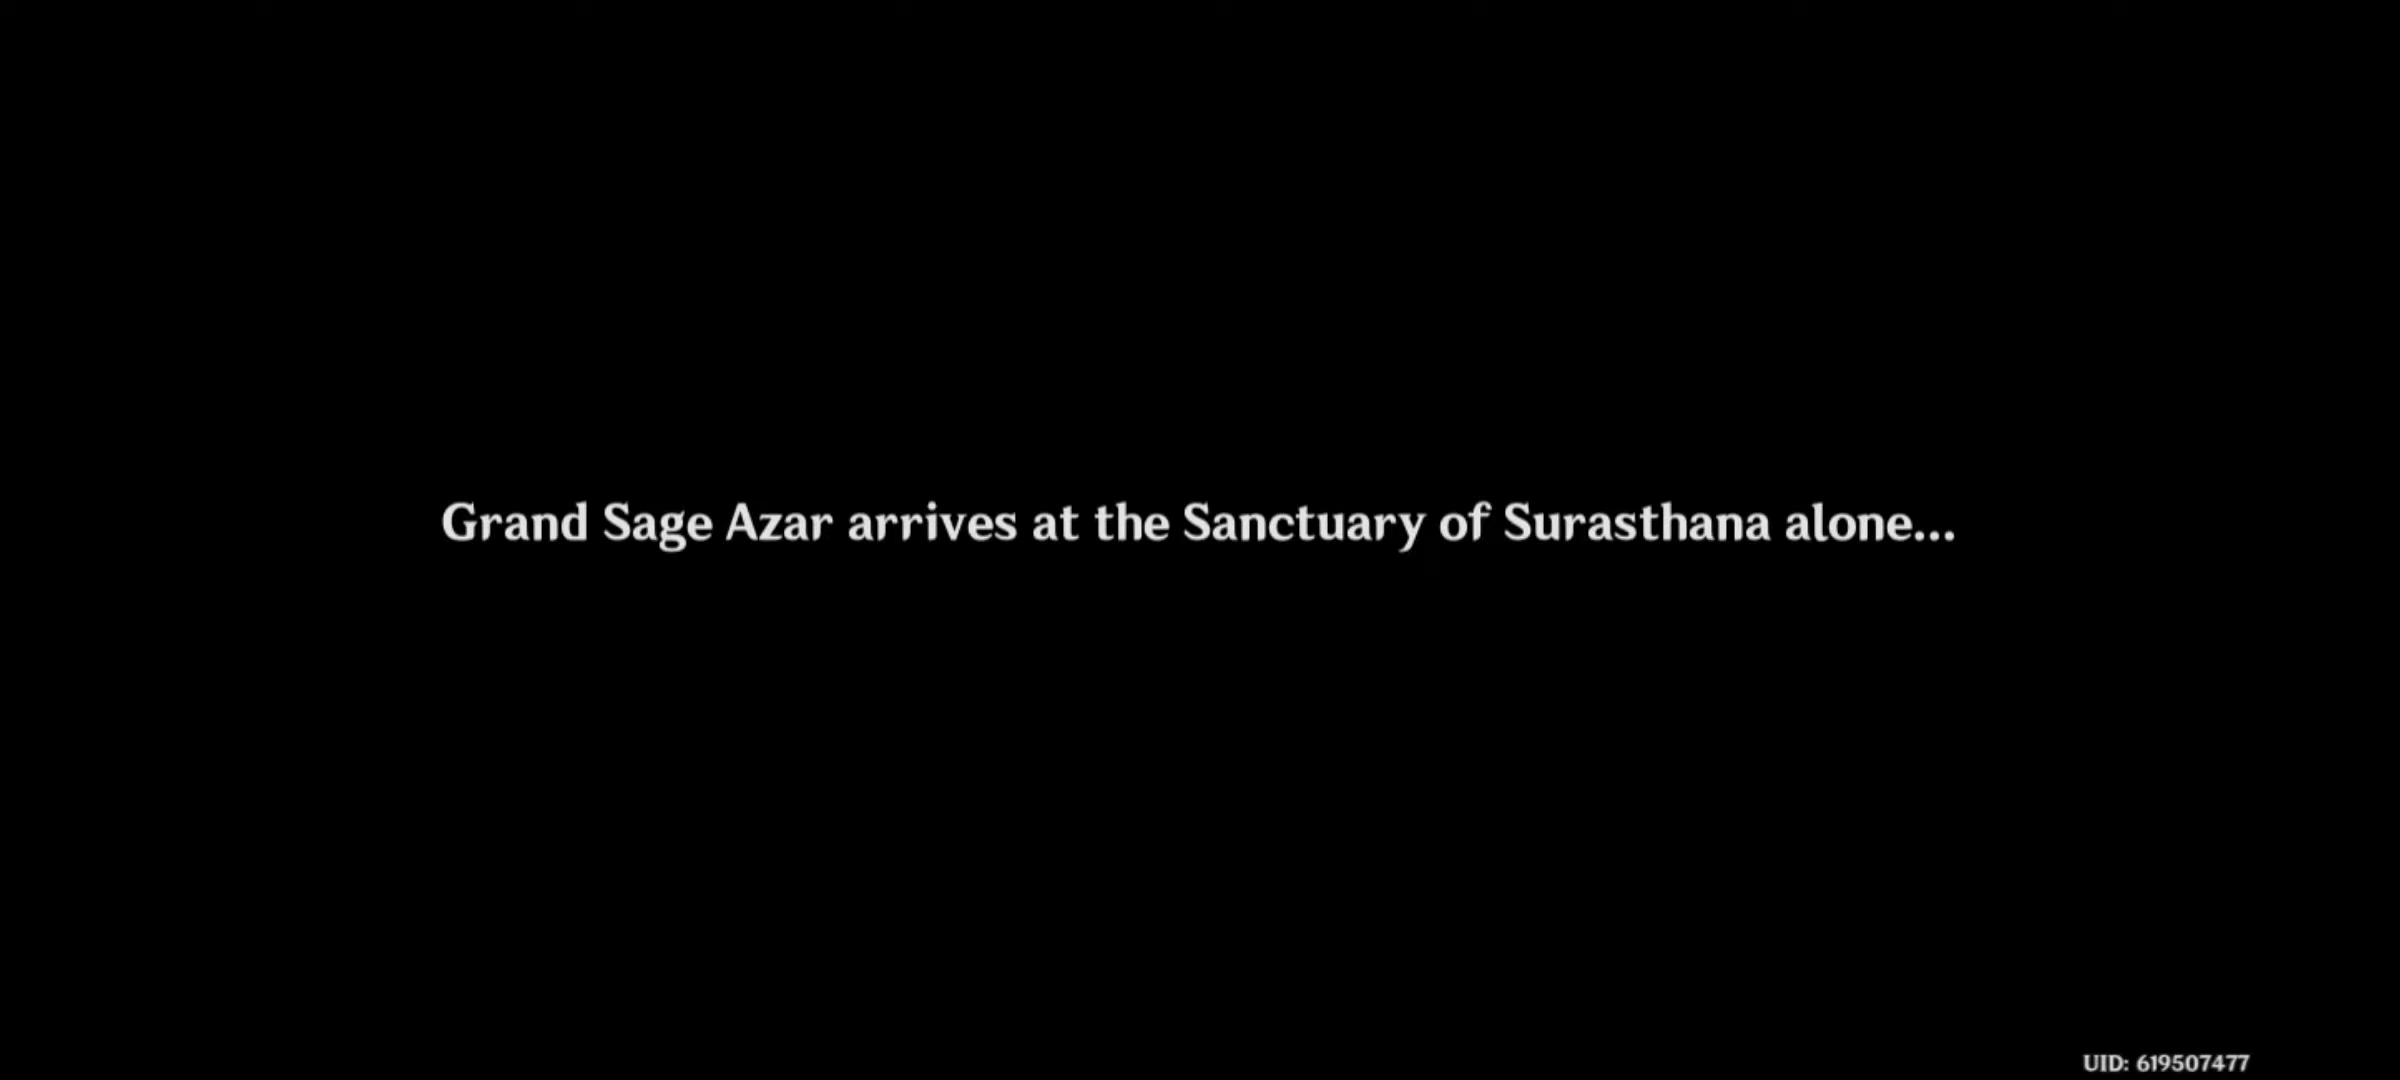 Grand Sage Azar arrives at the Sanctuary of Surasthana alone...
UID: 619507477